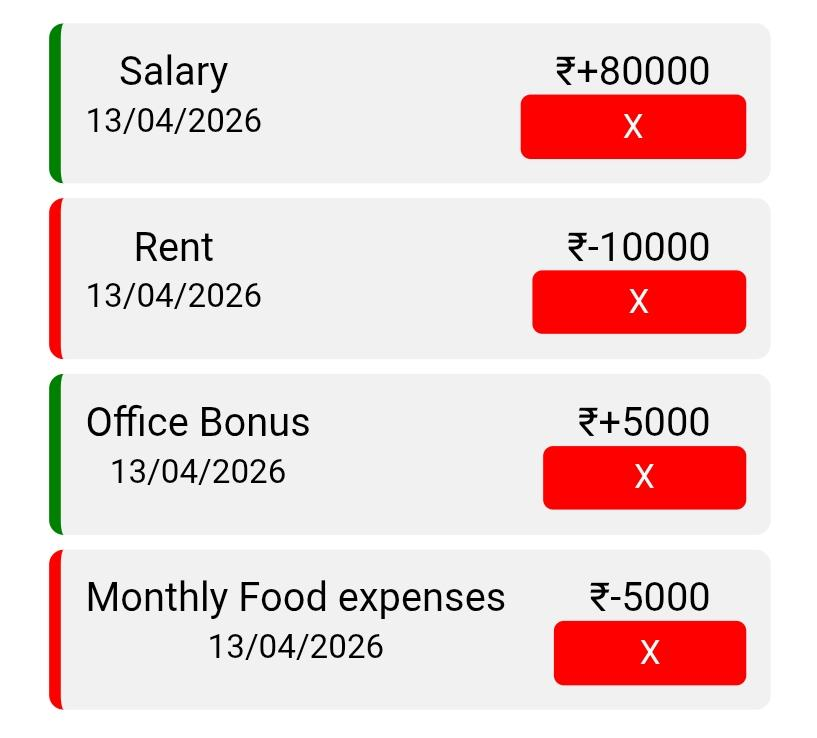 Salary
₹+80000
13/04/2026
X
Rent
₹-10000
13/04/2026
X
Office Bonus
₹+5000
13/04/2026
X
Monthly Food expenses
₹-5000
13/04/2026
X